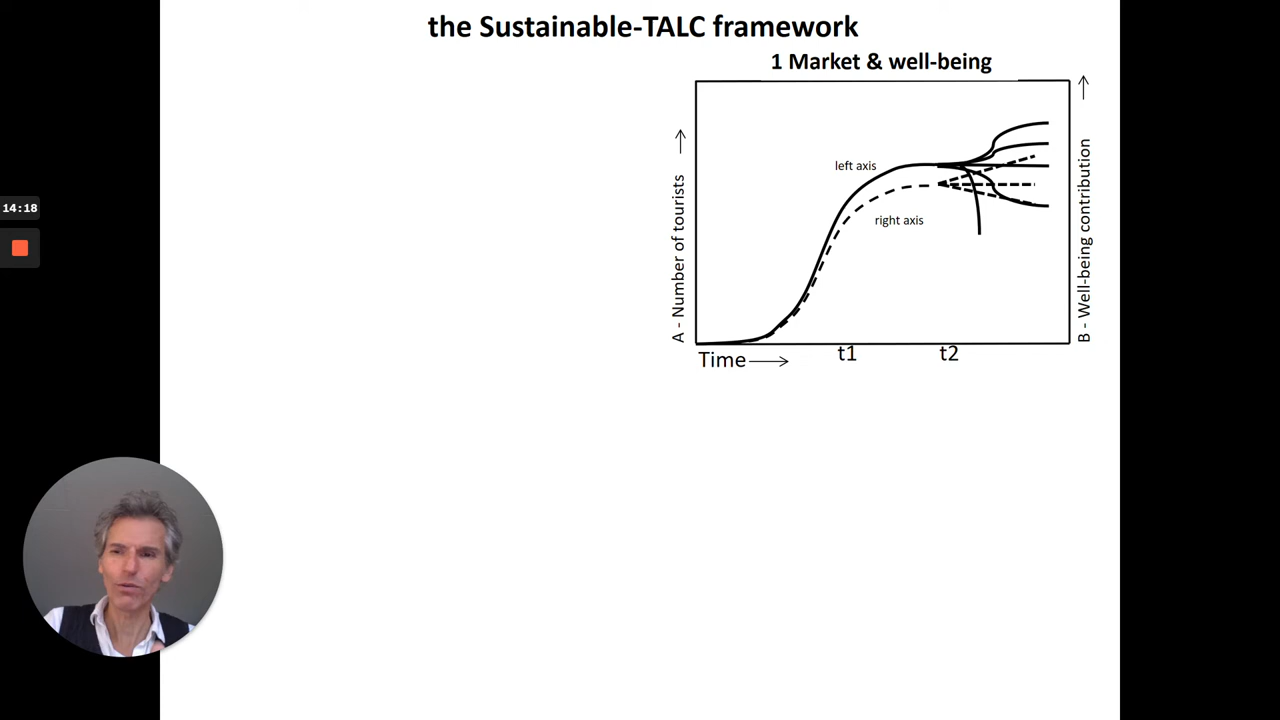 the Sustainable-TALC framework
1 Market & well-being
left axis
right axis
A - Number of tourists
B - Well-being contribution
Time
t1
t2
14:18